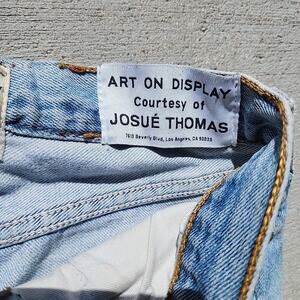 ART ON DISPLAY
Courtesy of
JOSUÉ THOMAS
7613 Beverly Blvd, Los Angeles, CA 90036